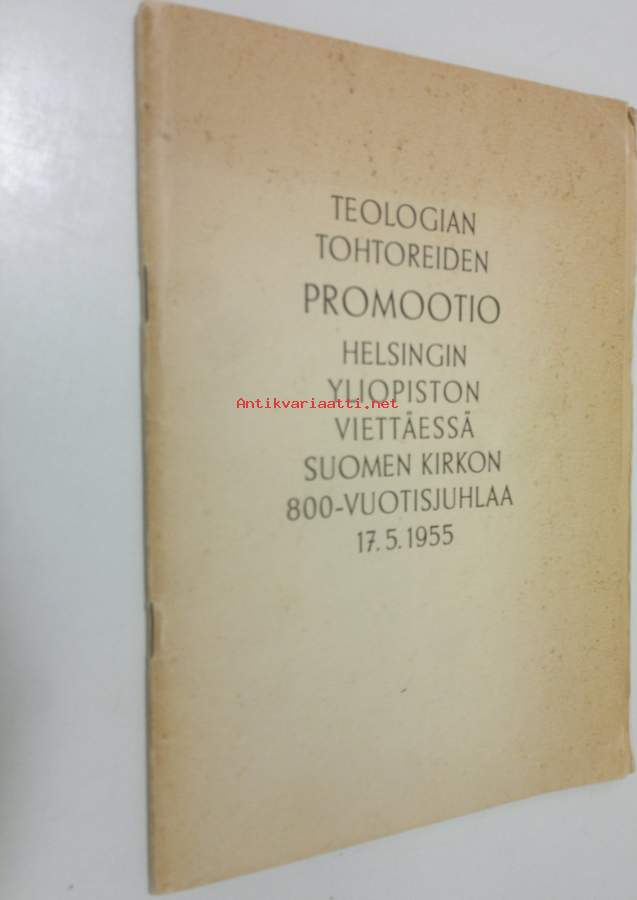 TEOLOGIAN
TOHTOREIDEN
PROMOOTIO
HELSINGIN
YLIOPISTON
Antikvariaatti.net
VIETTÄESSÄ
SUOMEN KIRKON
800-VUOTISJUHLAA
17.5.1955